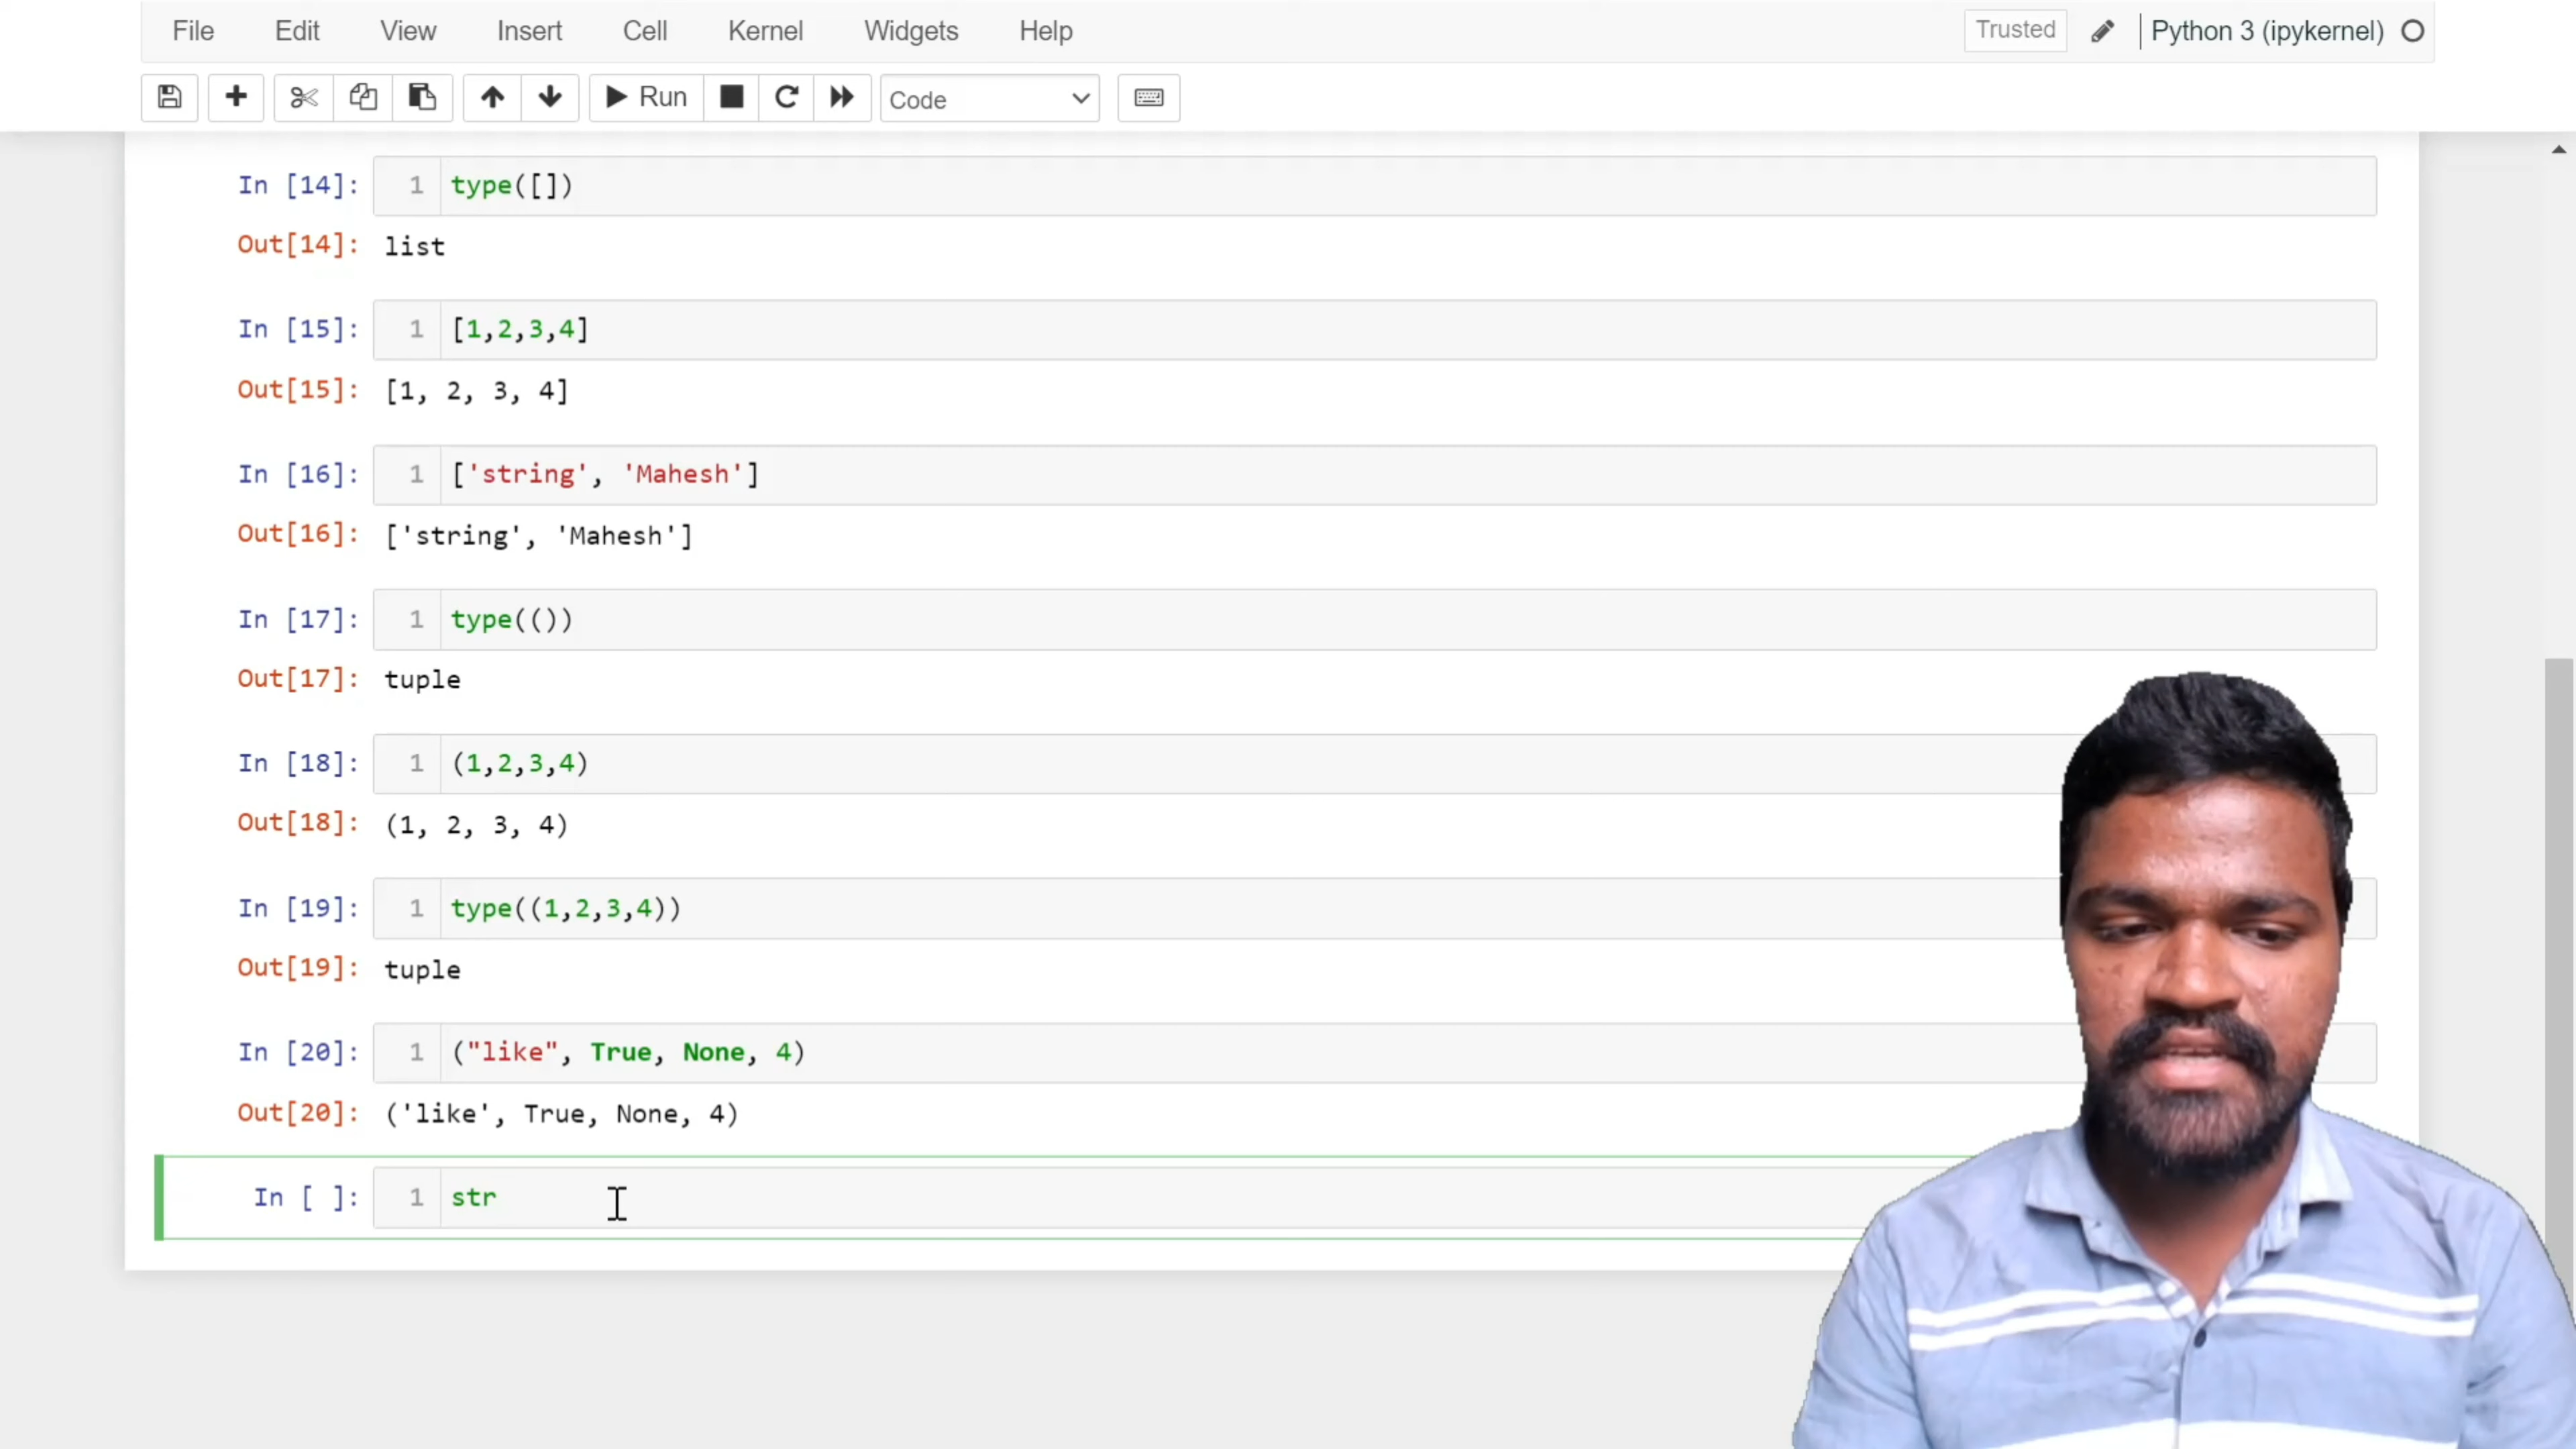 File Edit View Insert Cell Kernel Widgets Help Trusted Python 3 (ipykernel)
Run Code
In [14]: 1 type([])
Out[14]: list
In [15]: 1 [1,2,3,4]
Out[15]: [1, 2, 3, 4]
In [16]: 1 ['string', 'Mahesh']
Out[16]: ['string', 'Mahesh']
In [17]: 1 type(())
Out[17]: tuple
In [18]: 1 (1,2,3,4)
Out[18]: (1, 2, 3, 4)
In [19]: 1 type((1,2,3,4))
Out[19]: tuple
In [20]: 1 ("like", True, None, 4)
Out[20]: ('like', True, None, 4)
In [ ]: 1 str